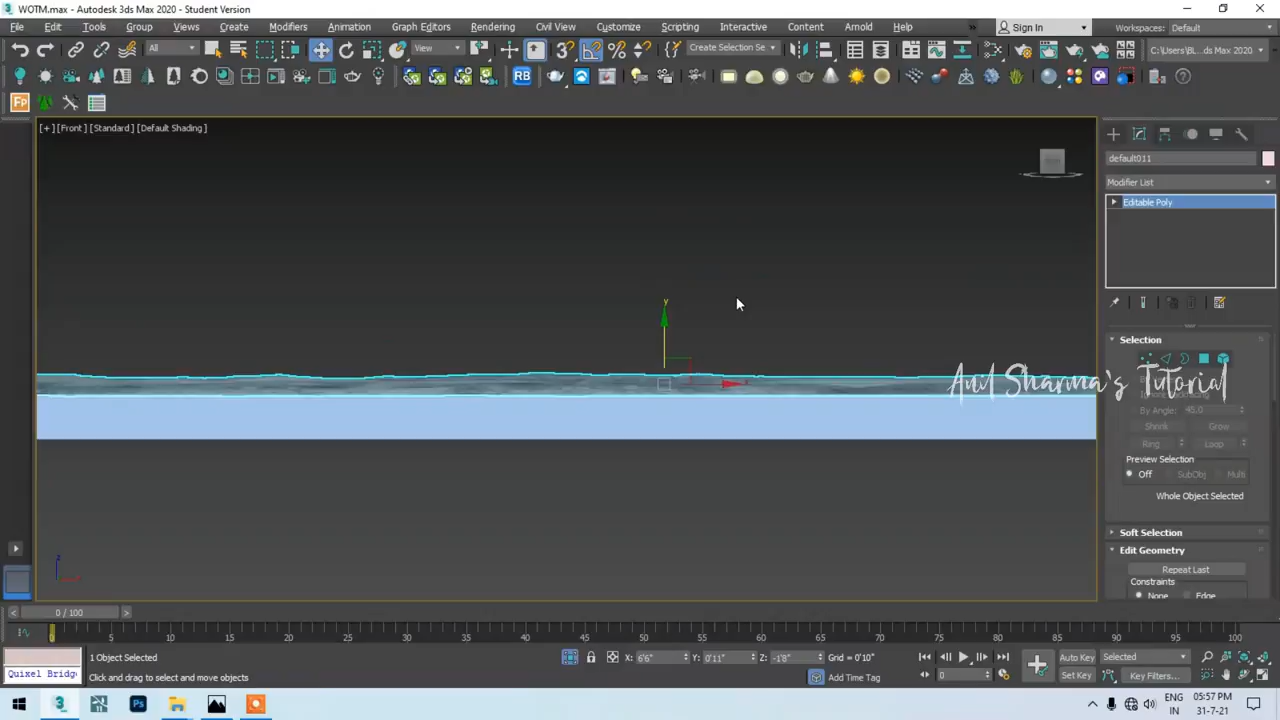 WOTM.max - Autodesk 3ds Max 2020 - Student Version
File Edit Tools Group Views Create Modifiers Animation Graph Editors Rendering Civil View Customize Scripting Interactive Content Arnold Help Sign In Workspaces: Default
All View Create Selection Se C:\Users\BL...ds Max 2020
RB
Fp
[+] [Front] [Standard] [Default Shading]
default011
Modifier List
Editable Poly
y
x
Selection
Anil Sharma's Tutorial
By Angle: 45.0
Shrink Grow
Ring Loop
Preview Selection
Off SubObj Multi
Whole Object Selected
Soft Selection
Edit Geometry
Repeat Last
Constraints
None Edge
z
0 / 100
0 5 10 15 20 25 30 35 40 45 50 55 60 65 70 75 80 85 90 95 100
1 Object Selected X: 6'6" Y: 0'11" Z: -1'8" Grid = 0'10" Auto Key Selected
Quixel Bridg Click and drag to select and move objects Add Time Tag 0 Set Key Key Filters...
3 Ps ENG 05:57 PM
IN 31-7-21